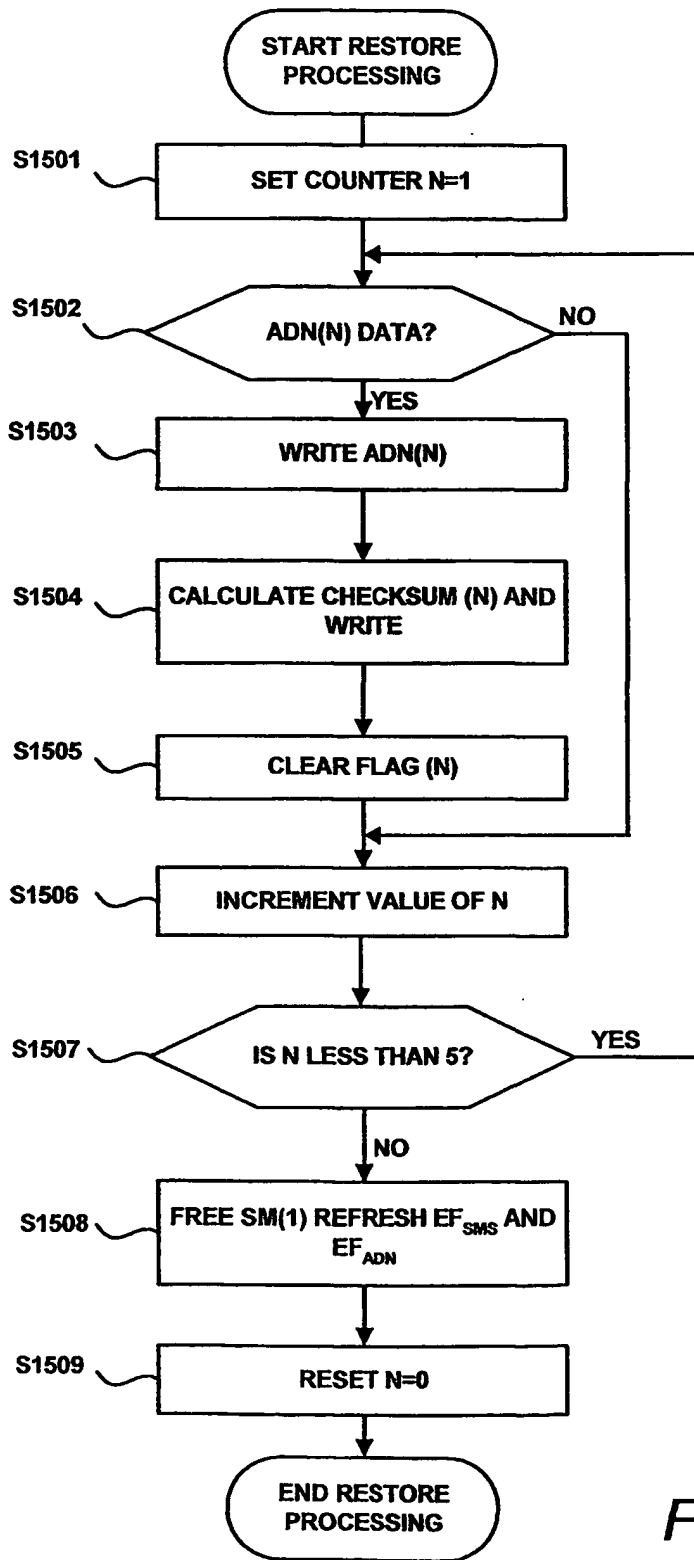 START RESTORE
PROCESSING
S1501
SET COUNTER N=1
S1502
ADN(N) DATA?
NO
YES
S1503
WRITE ADN(N)
S1504
CALCULATE CHECKSUM (N) AND
WRITE
S1505
CLEAR FLAG (N)
S1506
INCREMENT VALUE OF N
S1507
IS N LESS THAN 5?
YES
NO
S1508
FREE SM(1) REFRESH EFSMS AND
EFADN
S1509
RESET N=0
END RESTORE
PROCESSING
F